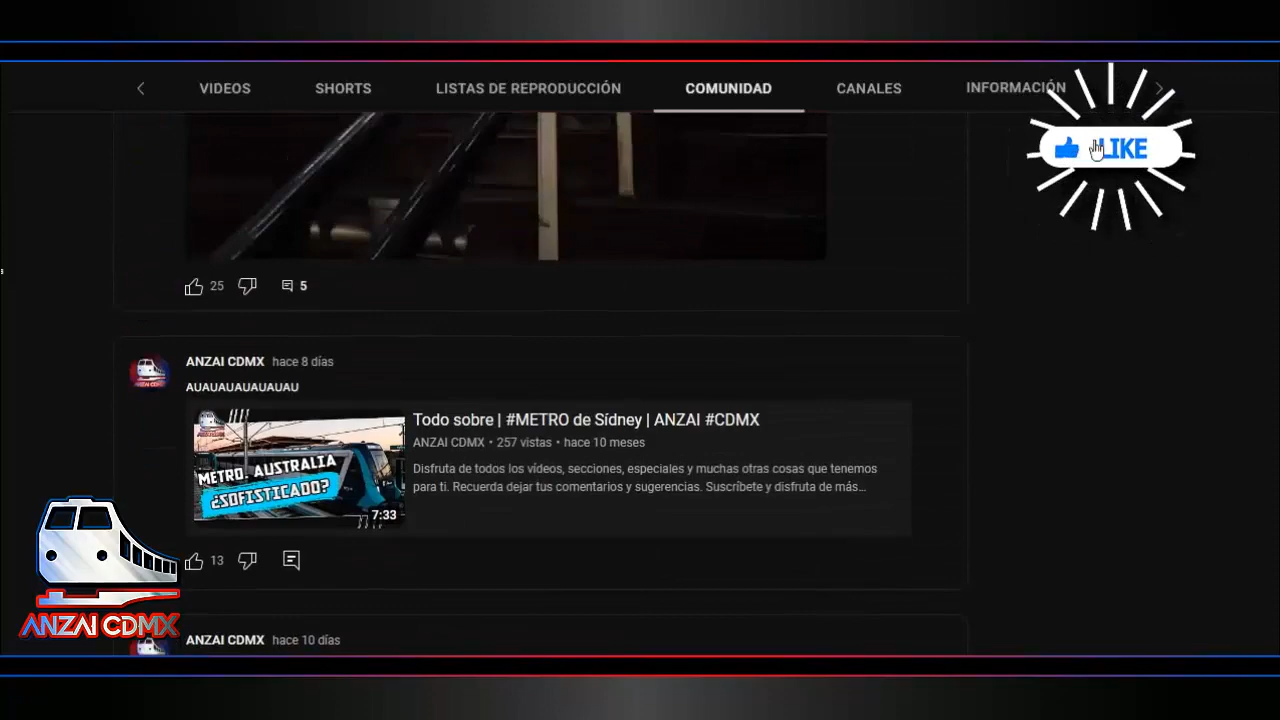 VIDEOS SHORTS LISTAS DE REPRODUCCIÓN COMUNIDAD CANALES INFORMACIÓN
LIKE
25 5
ANZAI CDMX hace 8 días
AUAUAUAUAUAUAU
Todo sobre | #METRO de Sídney | ANZAI #CDMX
ANZAI CDMX • 257 vistas • hace 10 meses
Disfruta de todos los vídeos, secciones, especiales y muchas otras cosas que tenemos
para ti. Recuerda dejar tus comentarios y sugerencias. Suscríbete y disfruta de más...
METRO. AUSTRALIA
¿SOFISTICADO?
7:33
13
ANZAI CDMX
ANZAI CDMX hace 10 días